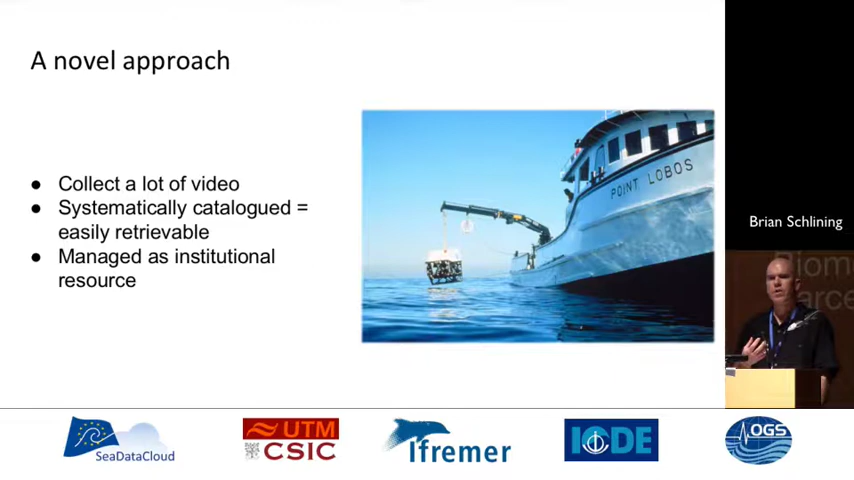 A novel approach
● Collect a lot of video
● Systematically catalogued =
easily retrievable
● Managed as institutional
resource
POINT LOBOS
Brian Schlining
SeaDataCloud
UTM
CSIC
Ifremer
IODE
OGS